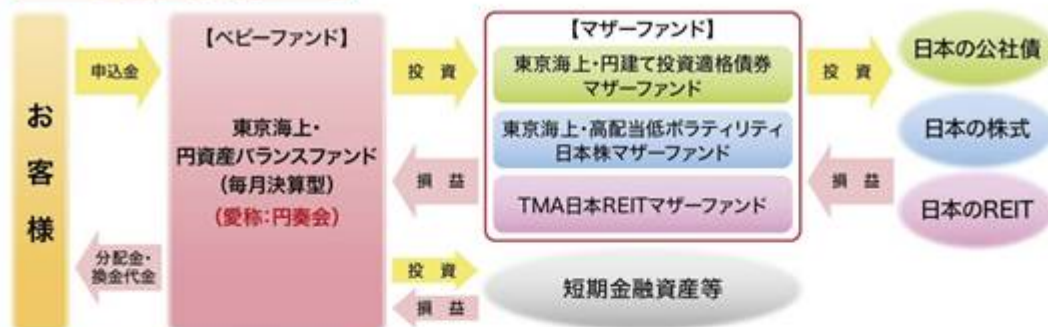 お客様
申込金
分配金・
換金代金
【ベビーファンド】
東京海上・
円資産バランスファンド
(毎月決算型)
(愛称:円奏会)
投 資
損 益
投 資
損 益
【マザーファンド】
東京海上・円建て投資適格債券
マザーファンド
東京海上・高配当低ボラティリティ
日本株マザーファンド
TMA日本REITマザーファンド
短期金融資産等
投 資
損 益
日本の公社債
日本の株式
日本のREIT